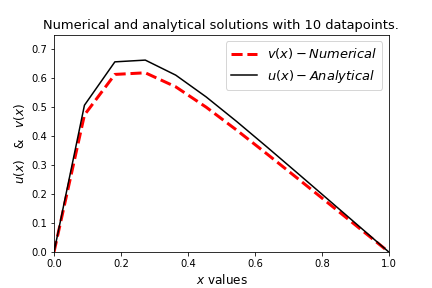 Numerical and analytical solutions with 10 datapoints.
v(x) − Numerical
u(x) − Analytical
u(x) & v(x)
0.7
0.6
0.5
0.4
0.3
0.2
0.1
0.0
0.0 0.2 0.4 0.6 0.8 1.0
x values